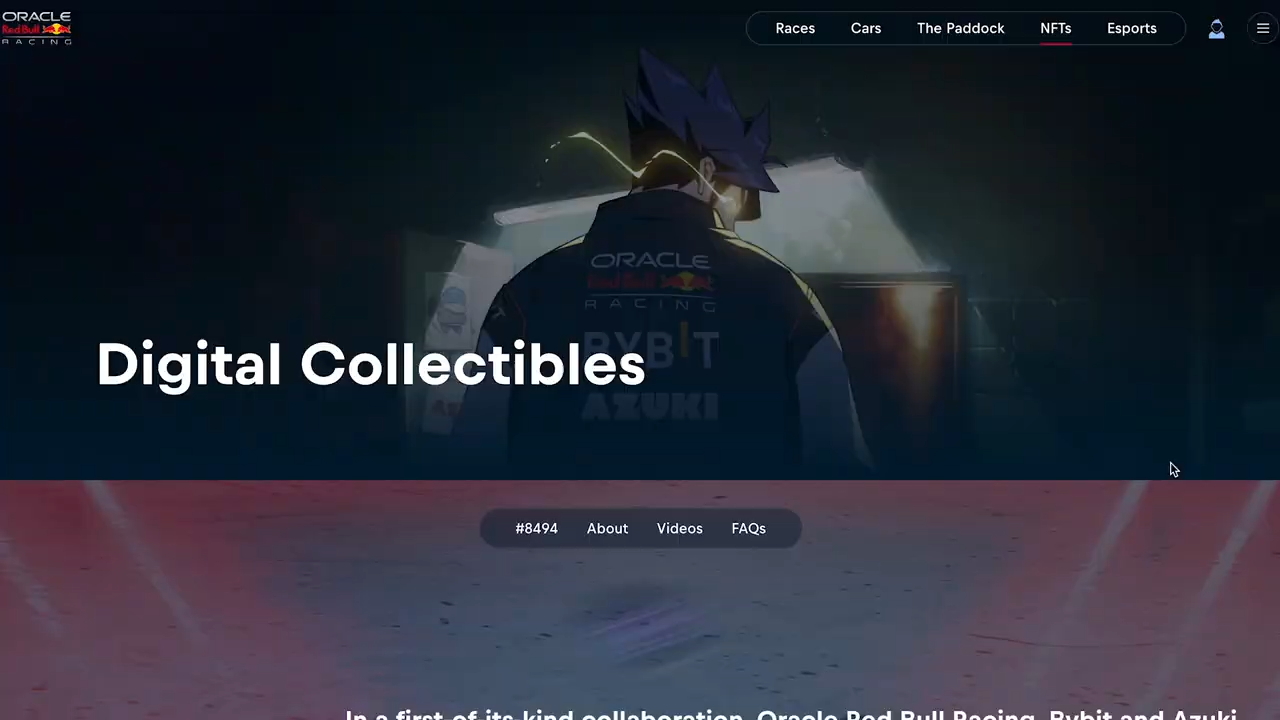 ORACLE
Red Bull
RACING
Races Cars The Paddock NFTs Esports
ORACLE
Red Bull
RACING
BYBIT
AZUKI
Digital Collectibles
#8494 About Videos FAQs
In a first of its kind collaboration, Oracle Red Bull Racing, Bybit and Azuki